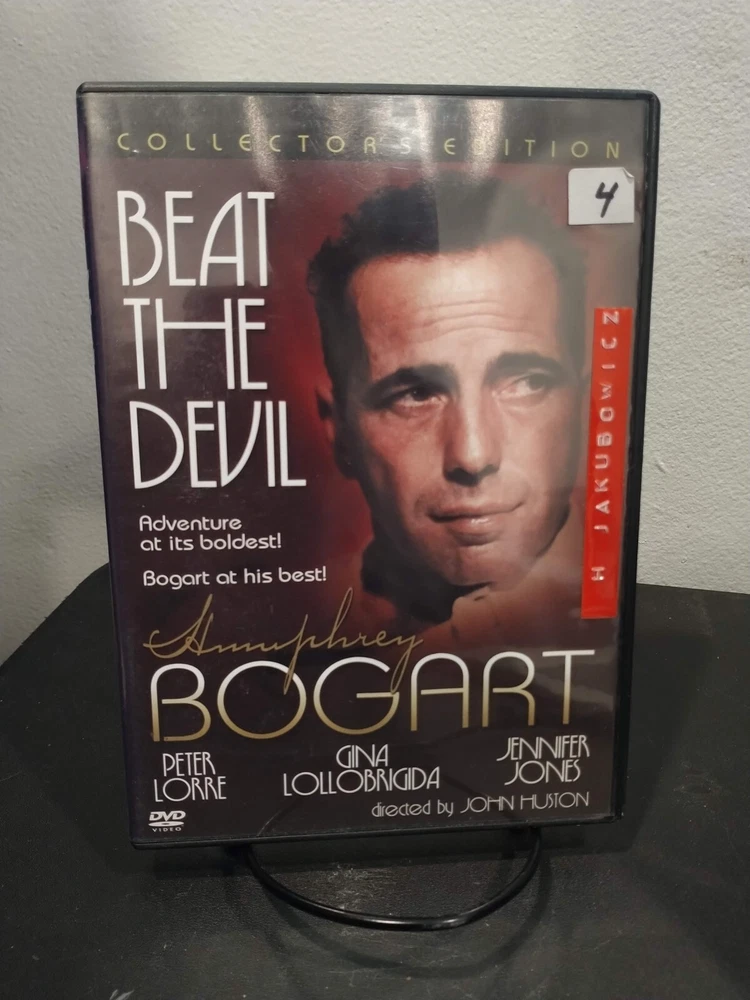 COLLECTOR'S EDITION
4
BEAT
THE
DEVIL
H JAKUBOWICZ
Adventure
at its boldest!
Bogart at his best!
Humphrey
BOGART
PETER
LORRE
GINA
LOLLOBRIGIDA
JENNIFER
JONES
directed by JOHN HUSTON
DVD
VIDEO